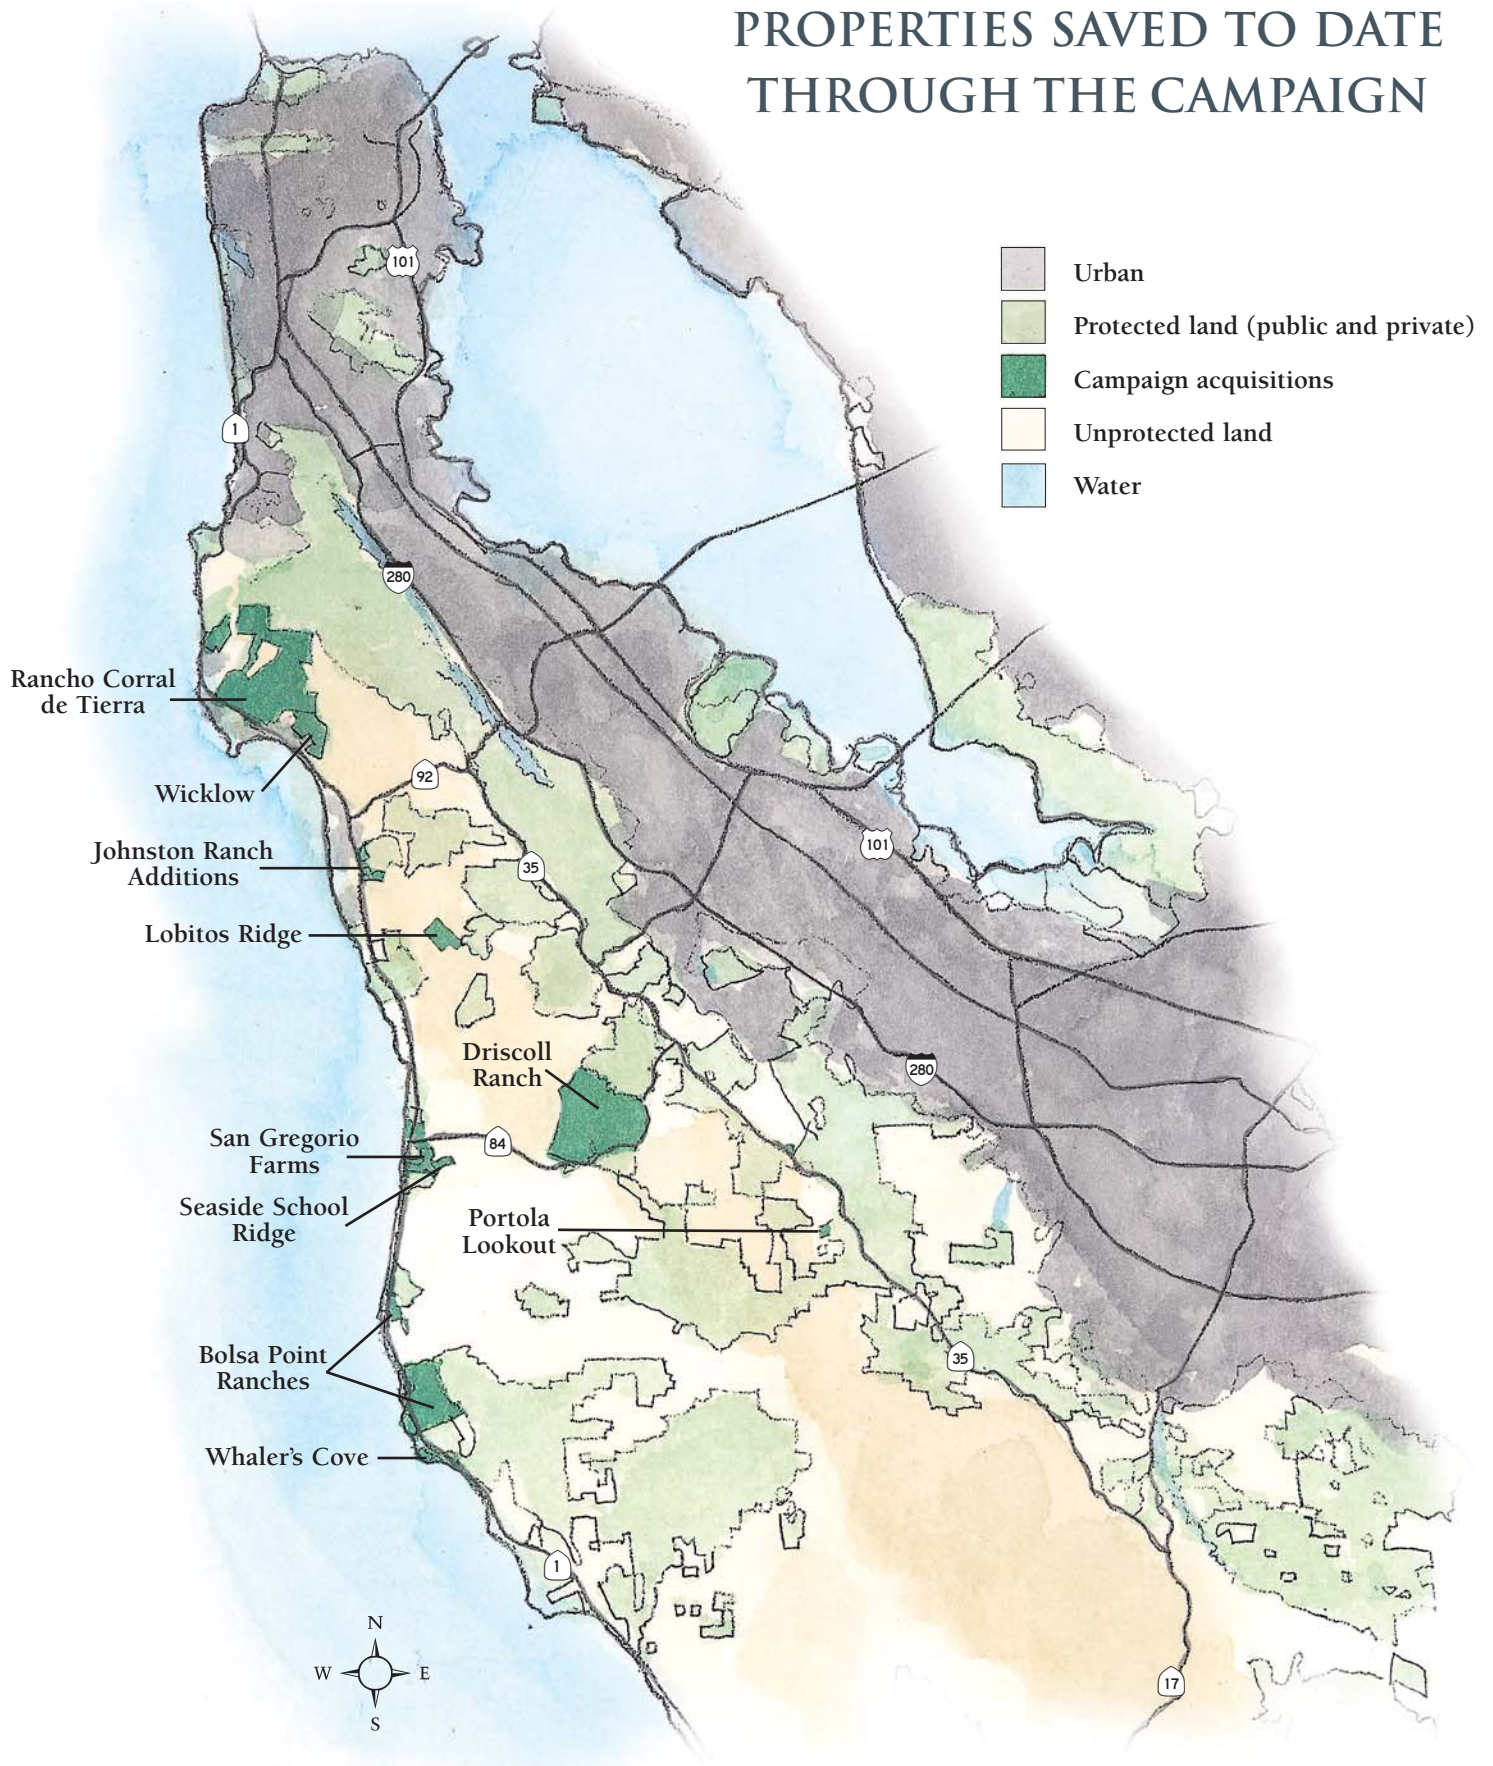 PROPERTIES SAVED TO DATE
THROUGH THE CAMPAIGN
101
Urban
Protected land (public and private)
Campaign acquisitions
Unprotected land
Water
1
280
Rancho Corral
de Tierra
Wicklow
92
Johnston Ranch
Additions
101
35
Lobitos Ridge
Driscoll
Ranch
280
San Gregorio
Farms
84
Seaside School
Ridge
Portola
Lookout
Bolsa Point
Ranches
35
Whaler's Cove
1
N
W
E
S
17